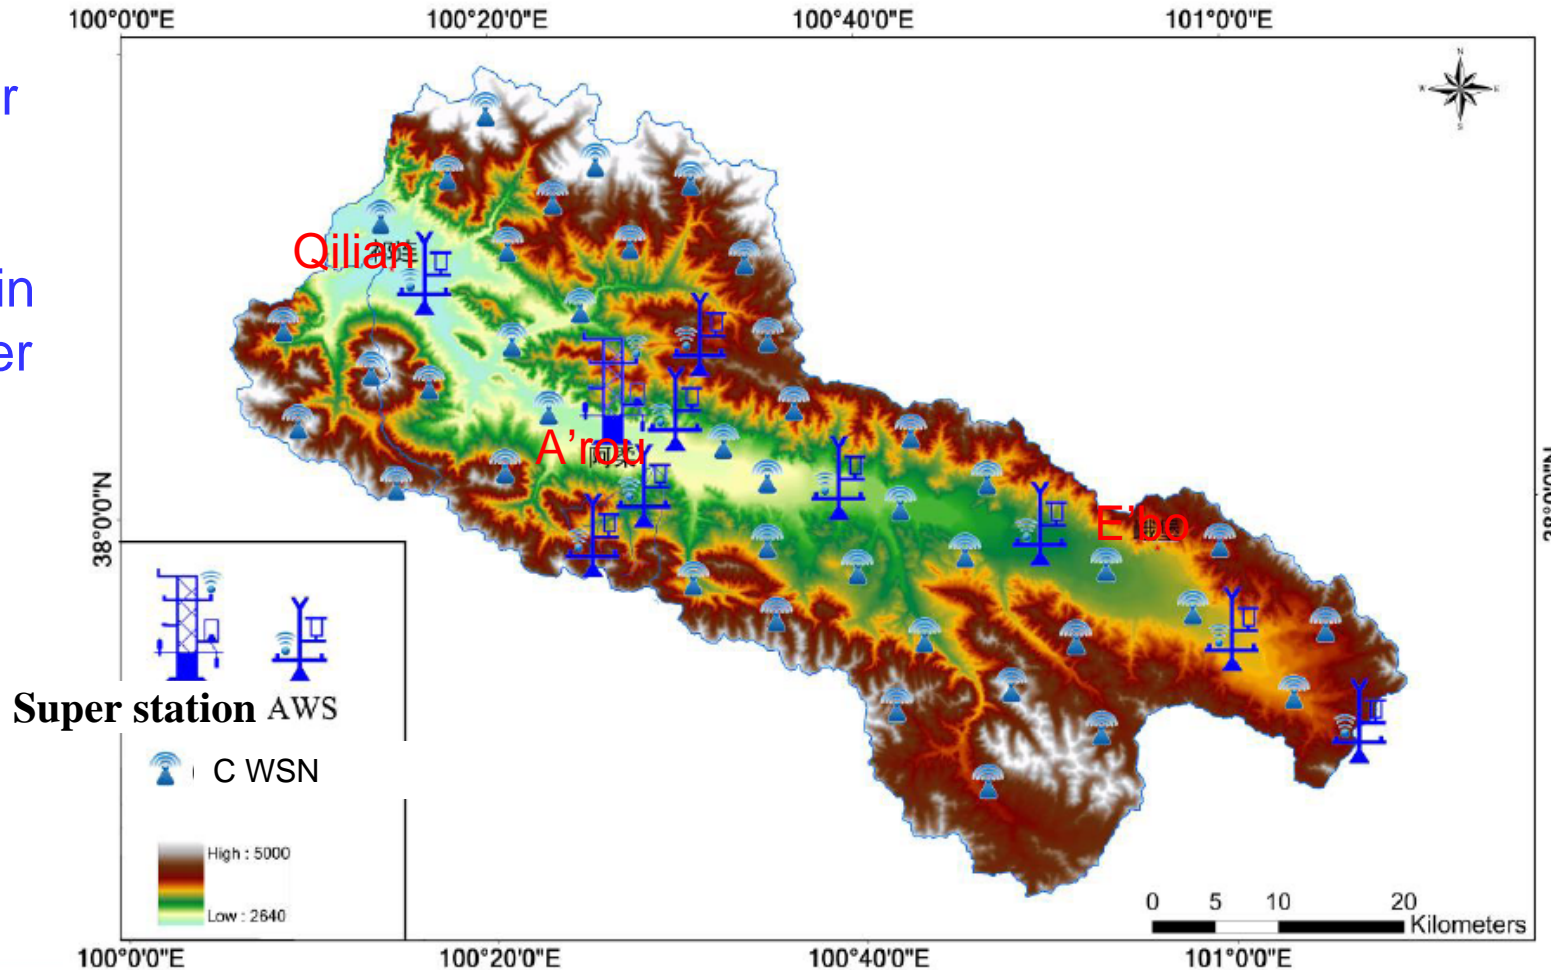 100°0'0"E 100°20'0"E 100°40'0"E 101°0'0"E
r
N
W E
S
in
er
Qilian
祁连
A'rou
阿柔
E'bo
38°0'0"N
Super station AWS
C WSN
High : 5000
Low : 2640
0 5 10 20
Kilometers
100°0'0"E 100°20'0"E 100°40'0"E 101°0'0"E